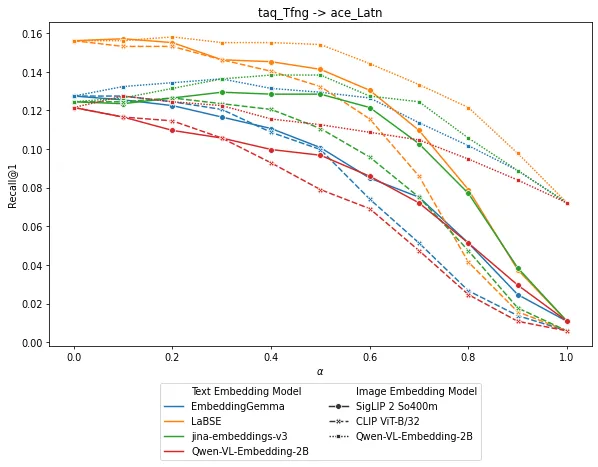 taq_Tfng -> ace_Latn
Recall@1
0.16
0.14
0.12
0.10
0.08
0.06
0.04
0.02
0.00
0.0 0.2 0.4 0.6 0.8 1.0
α
Text Embedding Model Image Embedding Model
EmbeddingGemma SigLIP 2 So400m
LaBSE CLIP ViT-B/32
jina-embeddings-v3 Qwen-VL-Embedding-2B
Qwen-VL-Embedding-2B